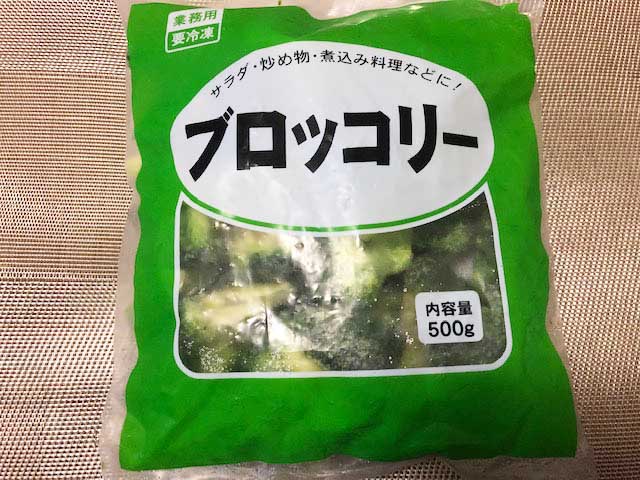 業務用
要冷凍
サラダ・炒め物・煮込み料理などに!
ブロッコリー
内容量
500g